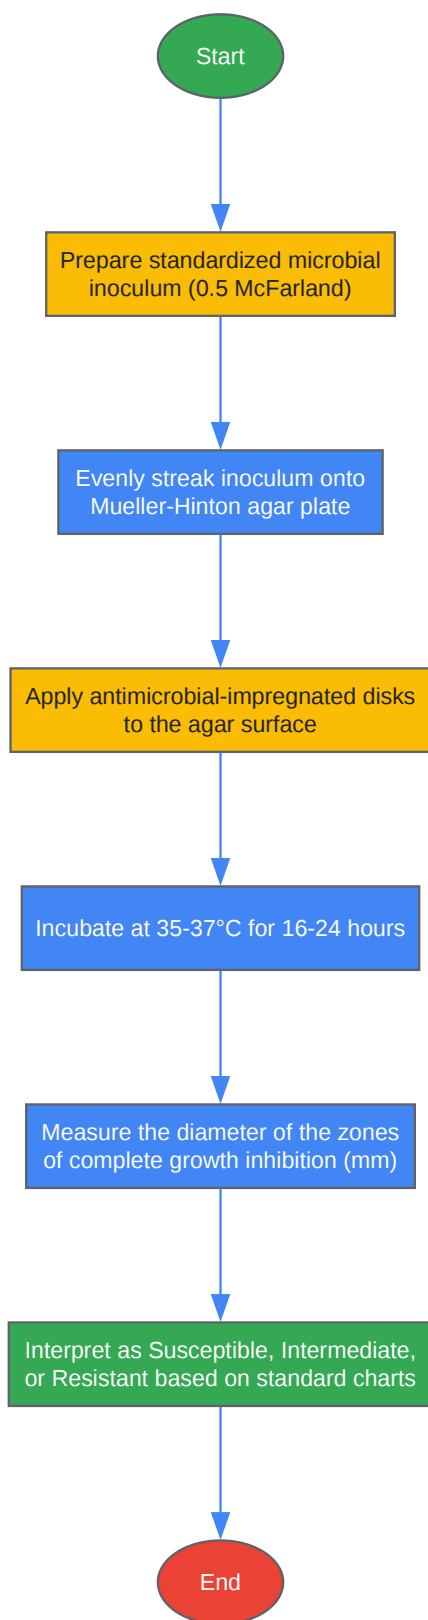 Start
Prepare standardized microbial
inoculum (0.5 McFarland)
Evenly streak inoculum onto
Mueller-Hinton agar plate
Apply antimicrobial-impregnated disks
to the agar surface
Incubate at 35-37°C for 16-24 hours
Measure the diameter of the zones
of complete growth inhibition (mm)
Interpret as Susceptible, Intermediate,
or Resistant based on standard charts
End